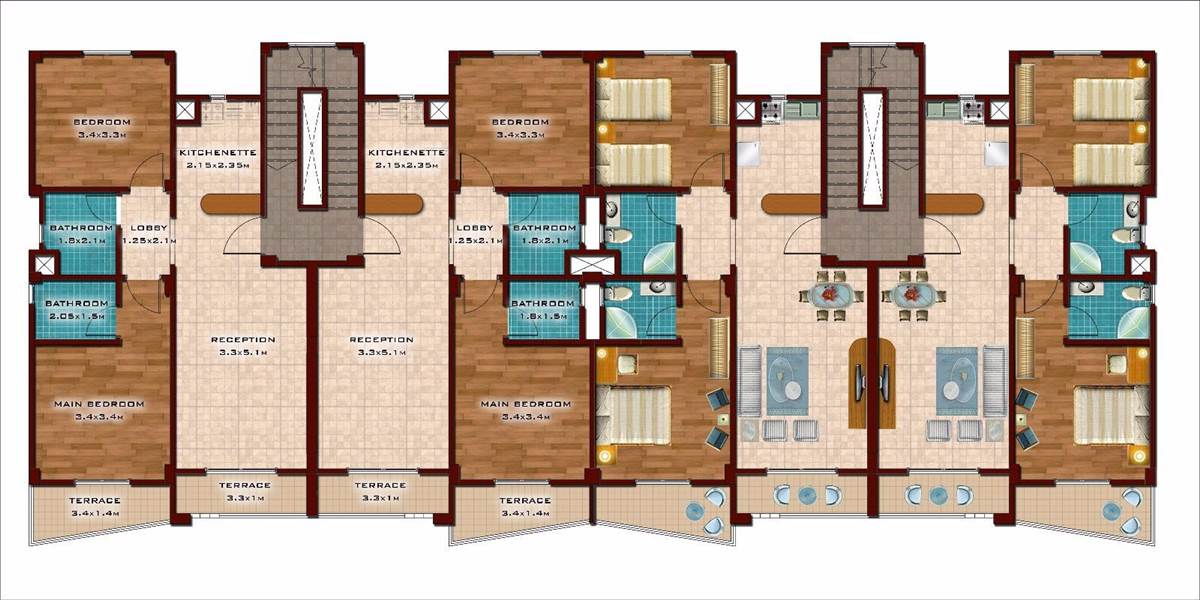 BEDROOM
3.4x3.3M
KITCHENETTE
2.15x2.35M
KITCHENETTE
2.15x2.35M
BEDROOM
3.4x3.3M
BATHROOM
1.8x2.1M
LOBBY
1.25x2.1M
LOBBY
1.25x2.1M
BATHROOM
1.8x2.1M
BATHROOM
2.05x1.5M
BATHROOM
1.8x1.5M
RECEPTION
3.3x5.1M
RECEPTION
3.3x5.1M
MAIN BEDROOM
3.4x3.4M
MAIN BEDROOM
3.4x3.4M
TERRACE
3.4x1.4M
TERRACE
3.3x1M
TERRACE
3.3x1M
TERRACE
3.4x1.4M